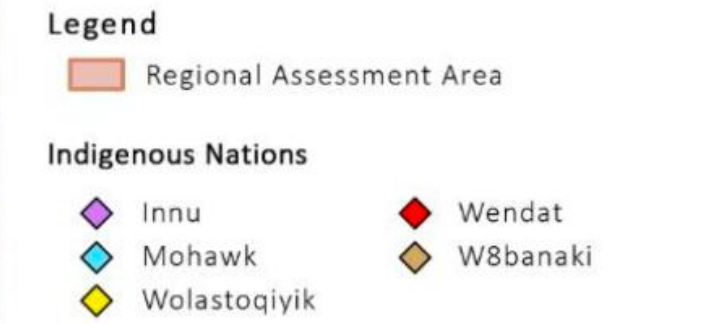 Legend
Regional Assessment Area
Indigenous Nations
Innu
Mohawk
Wolastoqiyik
Wendat
W8banaki